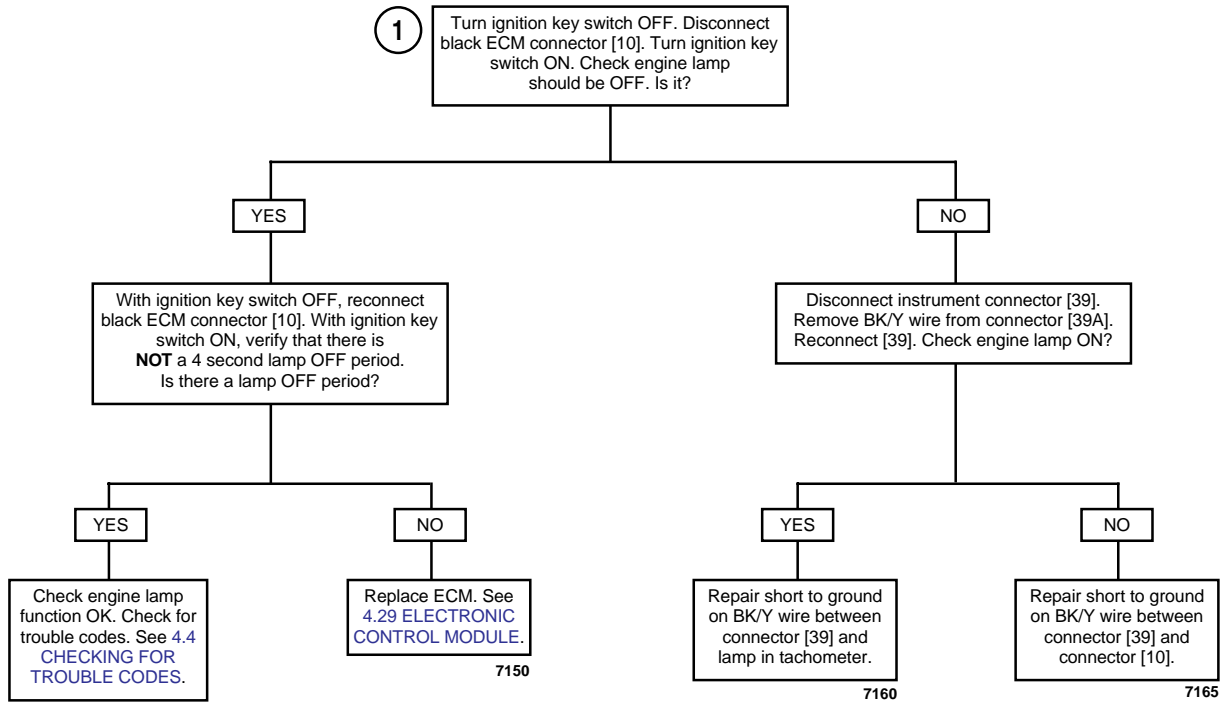 1
Turn ignition key switch OFF. Disconnect
black ECM connector [10]. Turn ignition key
switch ON. Check engine lamp
should be OFF. Is it?
YES
NO
With ignition key switch OFF, reconnect
black ECM connector [10]. With ignition key
switch ON, verify that there is
NOT a 4 second lamp OFF period.
Is there a lamp OFF period?
Disconnect instrument connector [39].
Remove BK/Y wire from connector [39A].
Reconnect [39]. Check engine lamp ON?
YES
NO
YES
NO
Check engine lamp
function OK. Check for
trouble codes. See 4.4
CHECKING FOR
TROUBLE CODES.
Replace ECM. See
4.29 ELECTRONIC
CONTROL MODULE.
7150
Repair short to ground
on BK/Y wire between
connector [39] and
lamp in tachometer.
7160
Repair short to ground
on BK/Y wire between
connector [39] and
connector [10].
7165